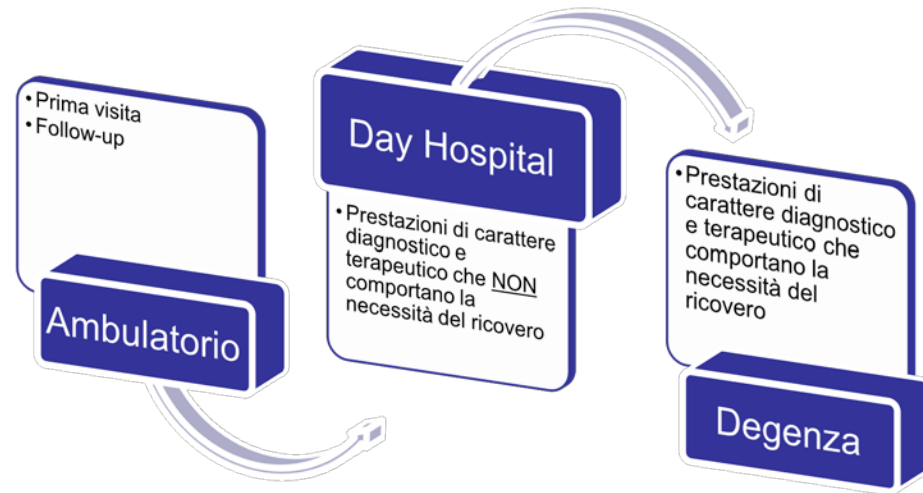 • Prima visita
• Follow-up
Ambulatorio
Day Hospital
• Prestazioni di carattere
diagnostico e
terapeutico che NON
comportano la
necessità del ricovero
• Prestazioni di
carattere diagnostico
e terapeutico che
comportano la
necessità del
ricovero
Degenza